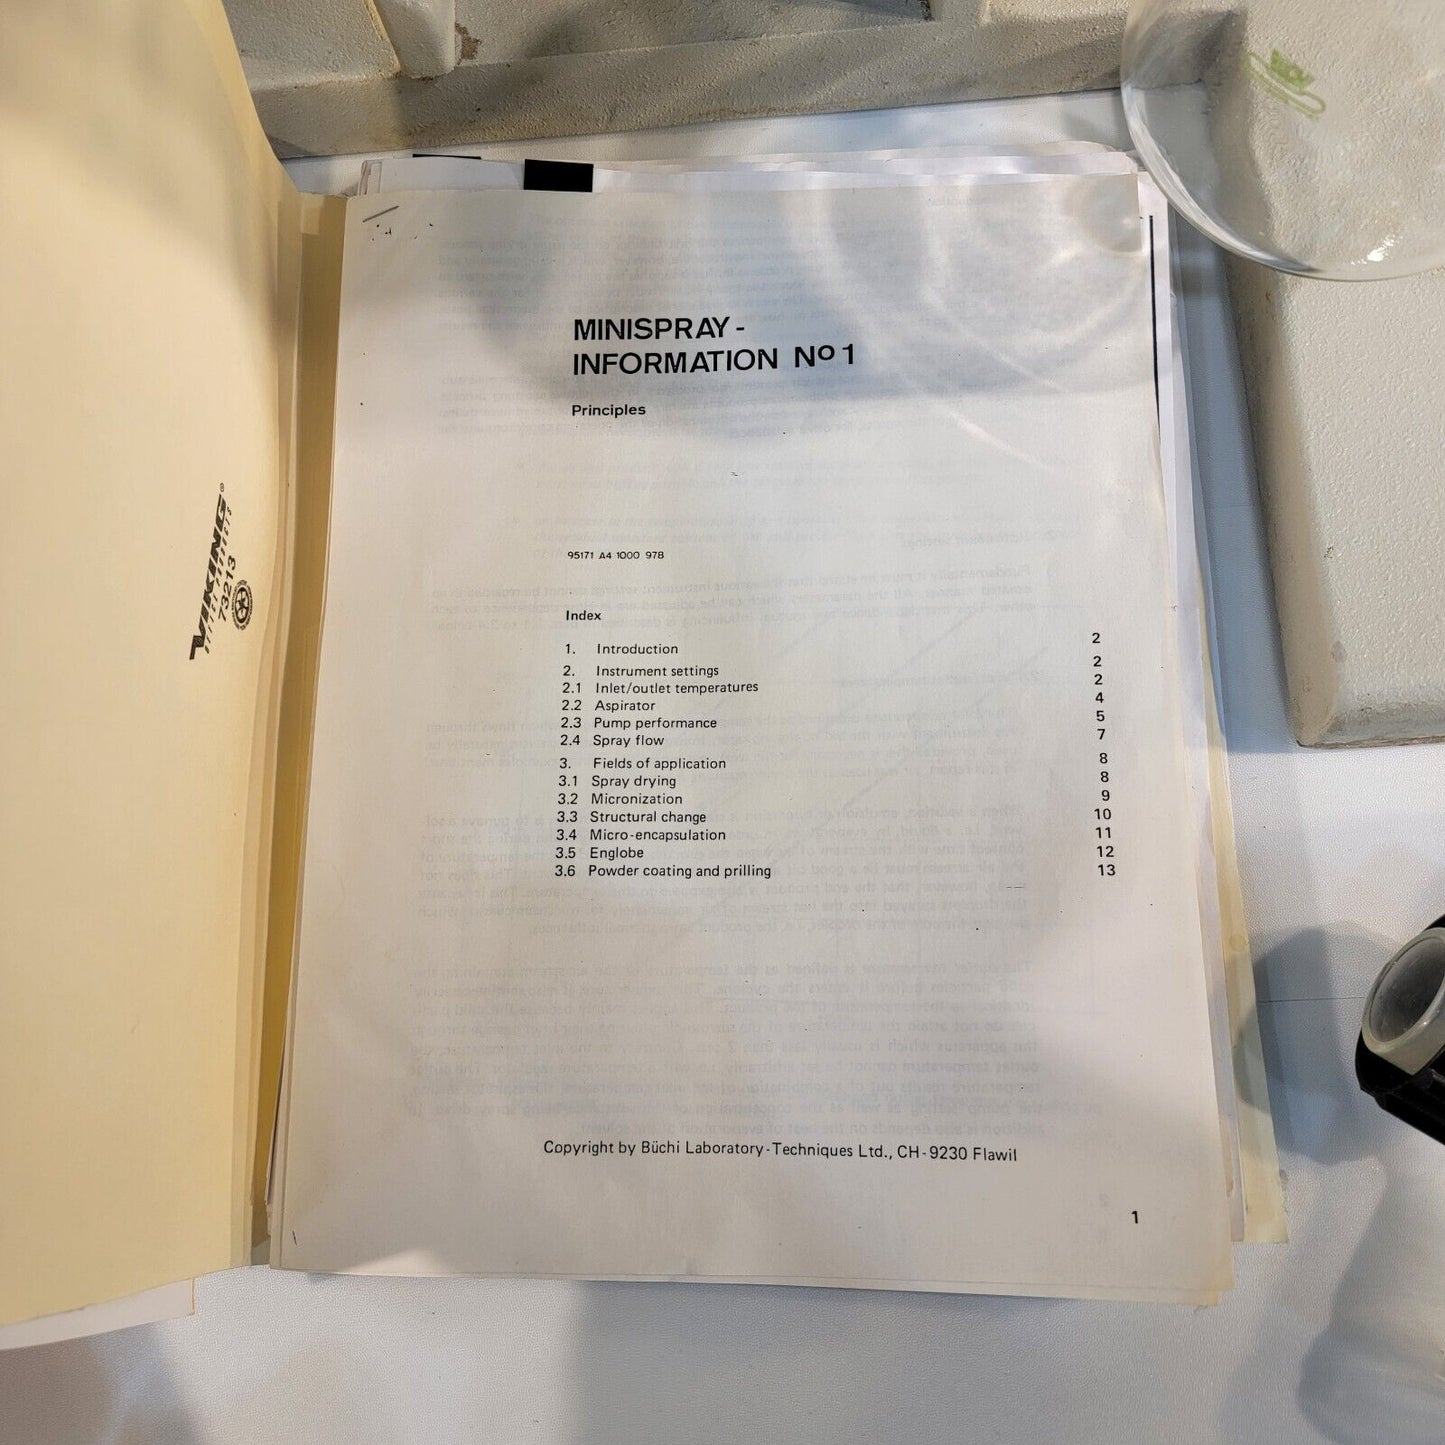 VIKING®
OFFICE PRODUCTS
73213
MINISPRAY-
INFORMATION Nº 1
Principles
95171 A4 1000 978
Index
1. Introduction 2
2. Instrument settings 2
2.1 Inlet/outlet temperatures 2
2.2 Aspirator 4
2.3 Pump performance 5
2.4 Spray flow 7
3. Fields of application 8
3.1 Spray drying 8
3.2 Micronization 9
3.3 Structural change 10
3.4 Micro-encapsulation 11
3.5 Englobe 12
3.6 Powder coating and prilling 13
Copyright by Büchi Laboratory-Techniques Ltd., CH-9230 Flawil
1